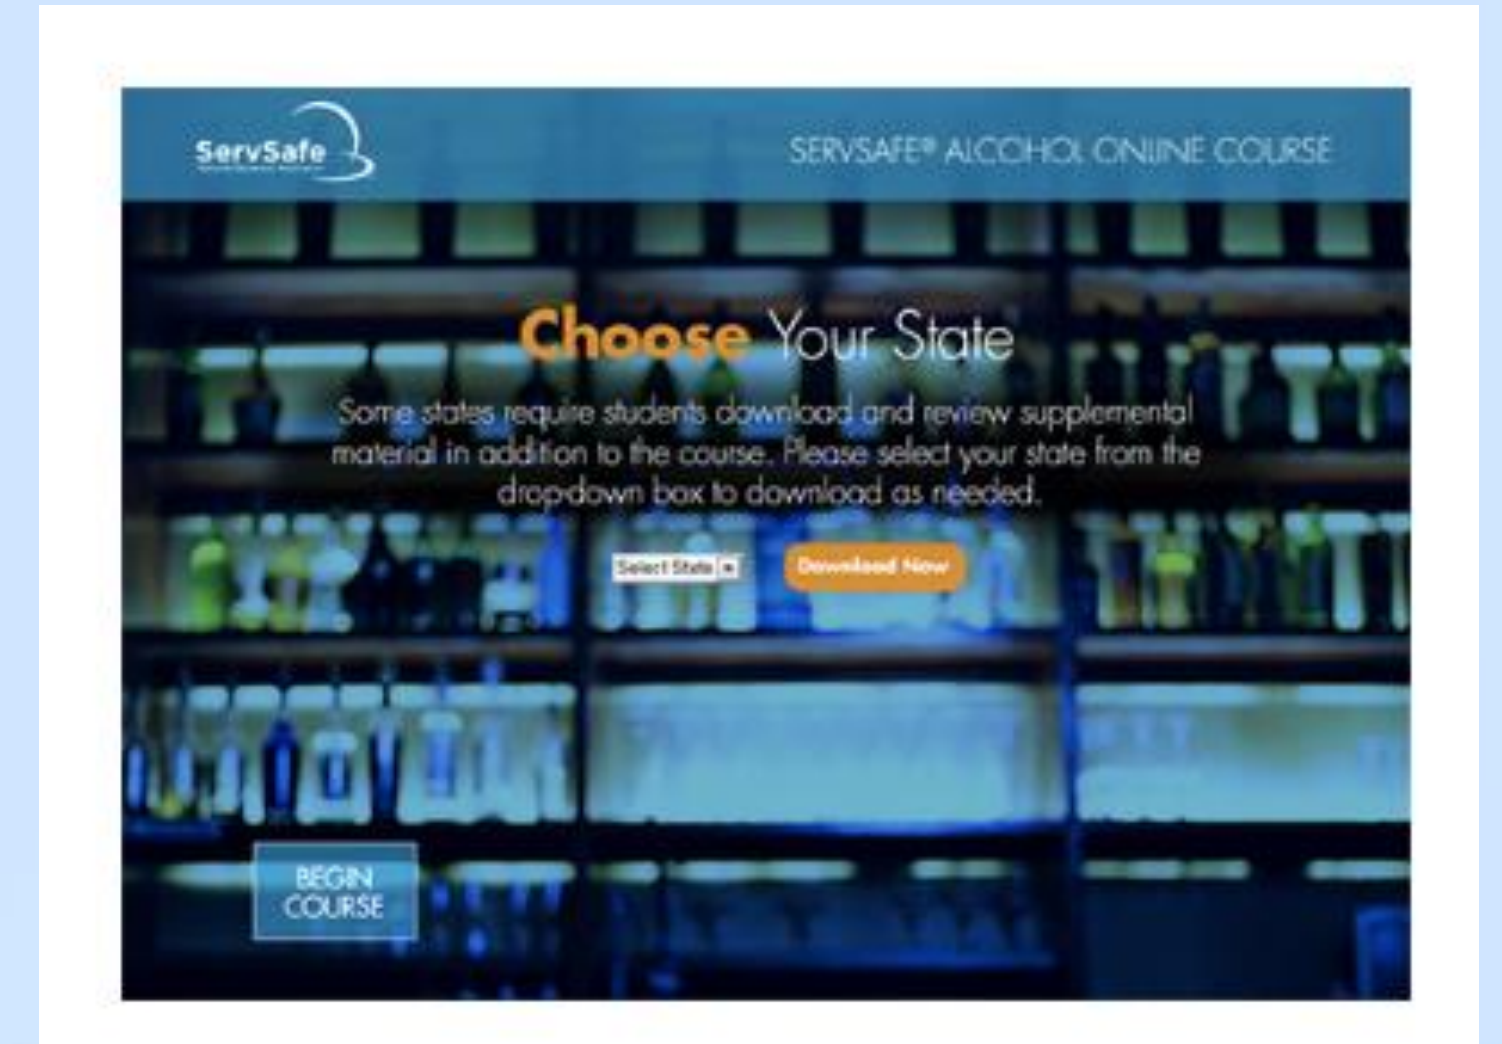 ServSafe
SERVSAFE® ALCOHOL ONLINE COURSE
Choose Your State
Some states require students download and review supplemental
material in addition to the course. Please select your state from the
drop-down box to download as needed.
Select State
Download Now
BEGIN
COURSE